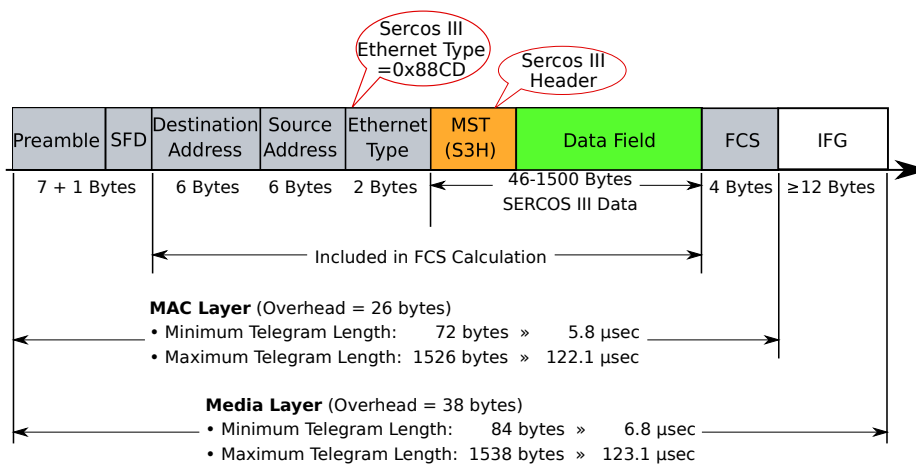 Sercos III
Ethernet Type
=0x88CD
Sercos III
Header
Preamble
SFD
Destination
Address
Source
Address
Ethernet
Type
MST
(S3H)
Data Field
FCS
IFG
7 + 1 Bytes
6 Bytes
6 Bytes
2 Bytes
46-1500 Bytes
SERCOS III Data
4 Bytes
≥12 Bytes
Included in FCS Calculation
MAC Layer (Overhead = 26 bytes)
• Minimum Telegram Length: 72 bytes » 5.8 µsec
• Maximum Telegram Length: 1526 bytes » 122.1 µsec
Media Layer (Overhead = 38 bytes)
• Minimum Telegram Length: 84 bytes » 6.8 µsec
• Maximum Telegram Length: 1538 bytes » 123.1 µsec